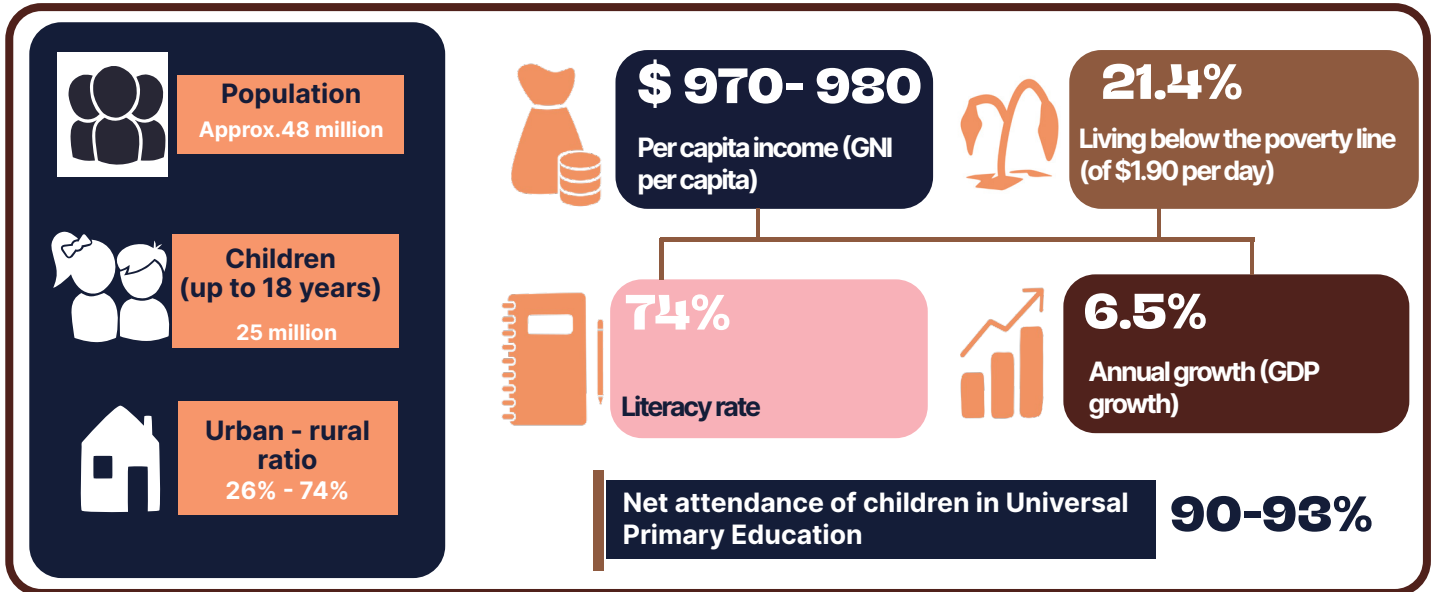 Population
Approx.48 million
Children
(up to 18 years)
25 million
Urban - rural
ratio
26% - 74%
$ 970- 980
Per capita income (GNI
per capita)
21.4%
Living below the poverty line
(of $1.90 per day)
74%
Literacy rate
6.5%
Annual growth (GDP
growth)
Net attendance of children in Universal
Primary Education
90-93%